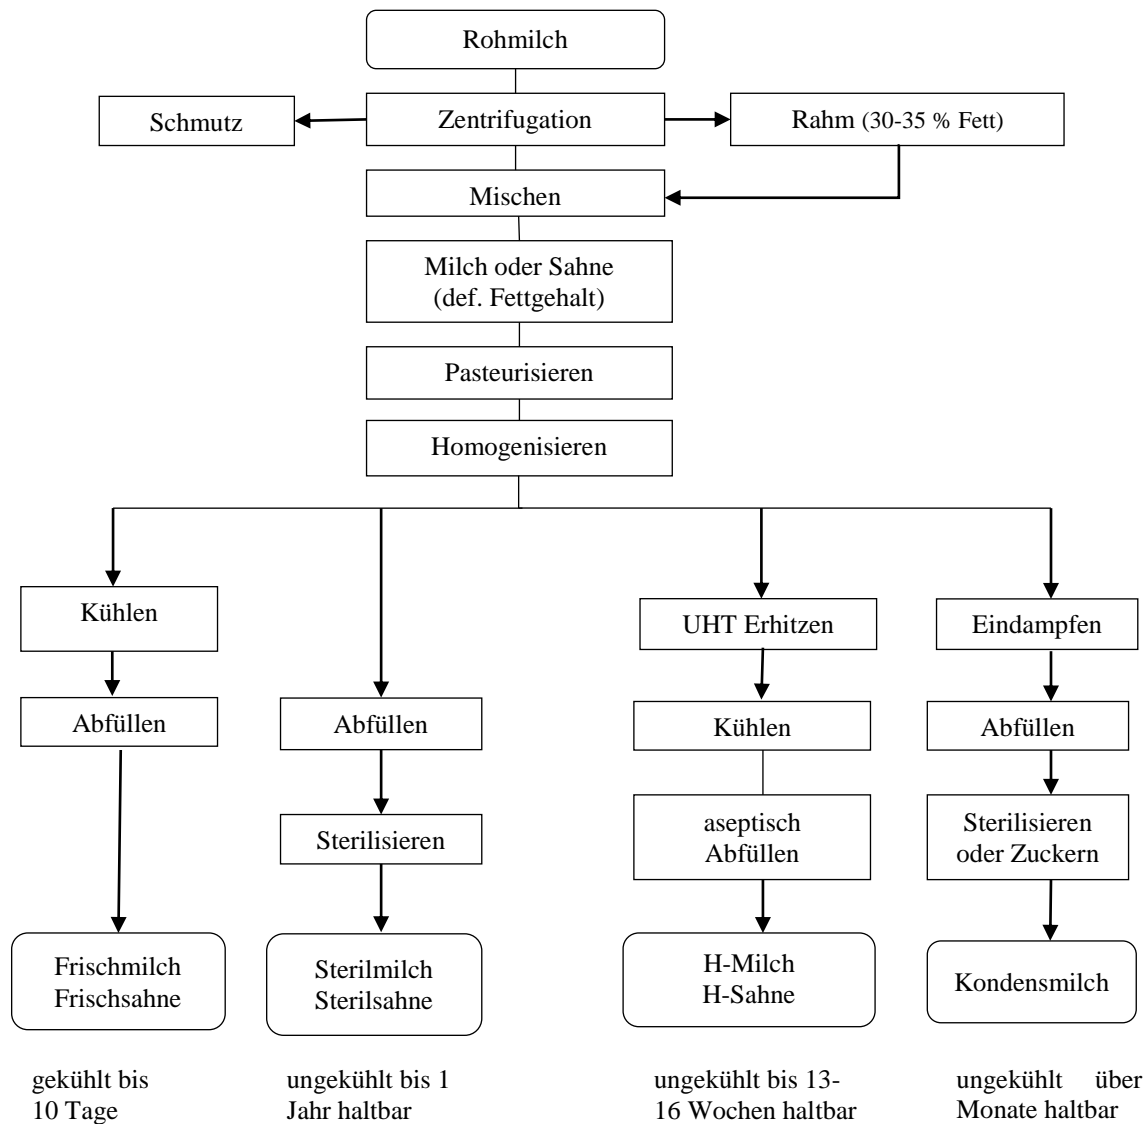 Rohmilch
Schmutz
Zentrifugation
Rahm (30-35 % Fett)
Mischen
Milch oder Sahne
(def. Fettgehalt)
Pasteurisieren
Homogenisieren
Kühlen
Abfüllen
Frischmilch
Frischsahne
gekühlt bis
10 Tage
Abfüllen
Sterilisieren
Sterilmilch
Sterilsahne
ungekühlt bis 1
Jahr haltbar
UHT Erhitzen
Kühlen
aseptisch
Abfüllen
H-Milch
H-Sahne
ungekühlt bis 13-
16 Wochen haltbar
Eindampfen
Abfüllen
Sterilisieren
oder Zuckern
Kondensmilch
ungekühlt über
Monate haltbar